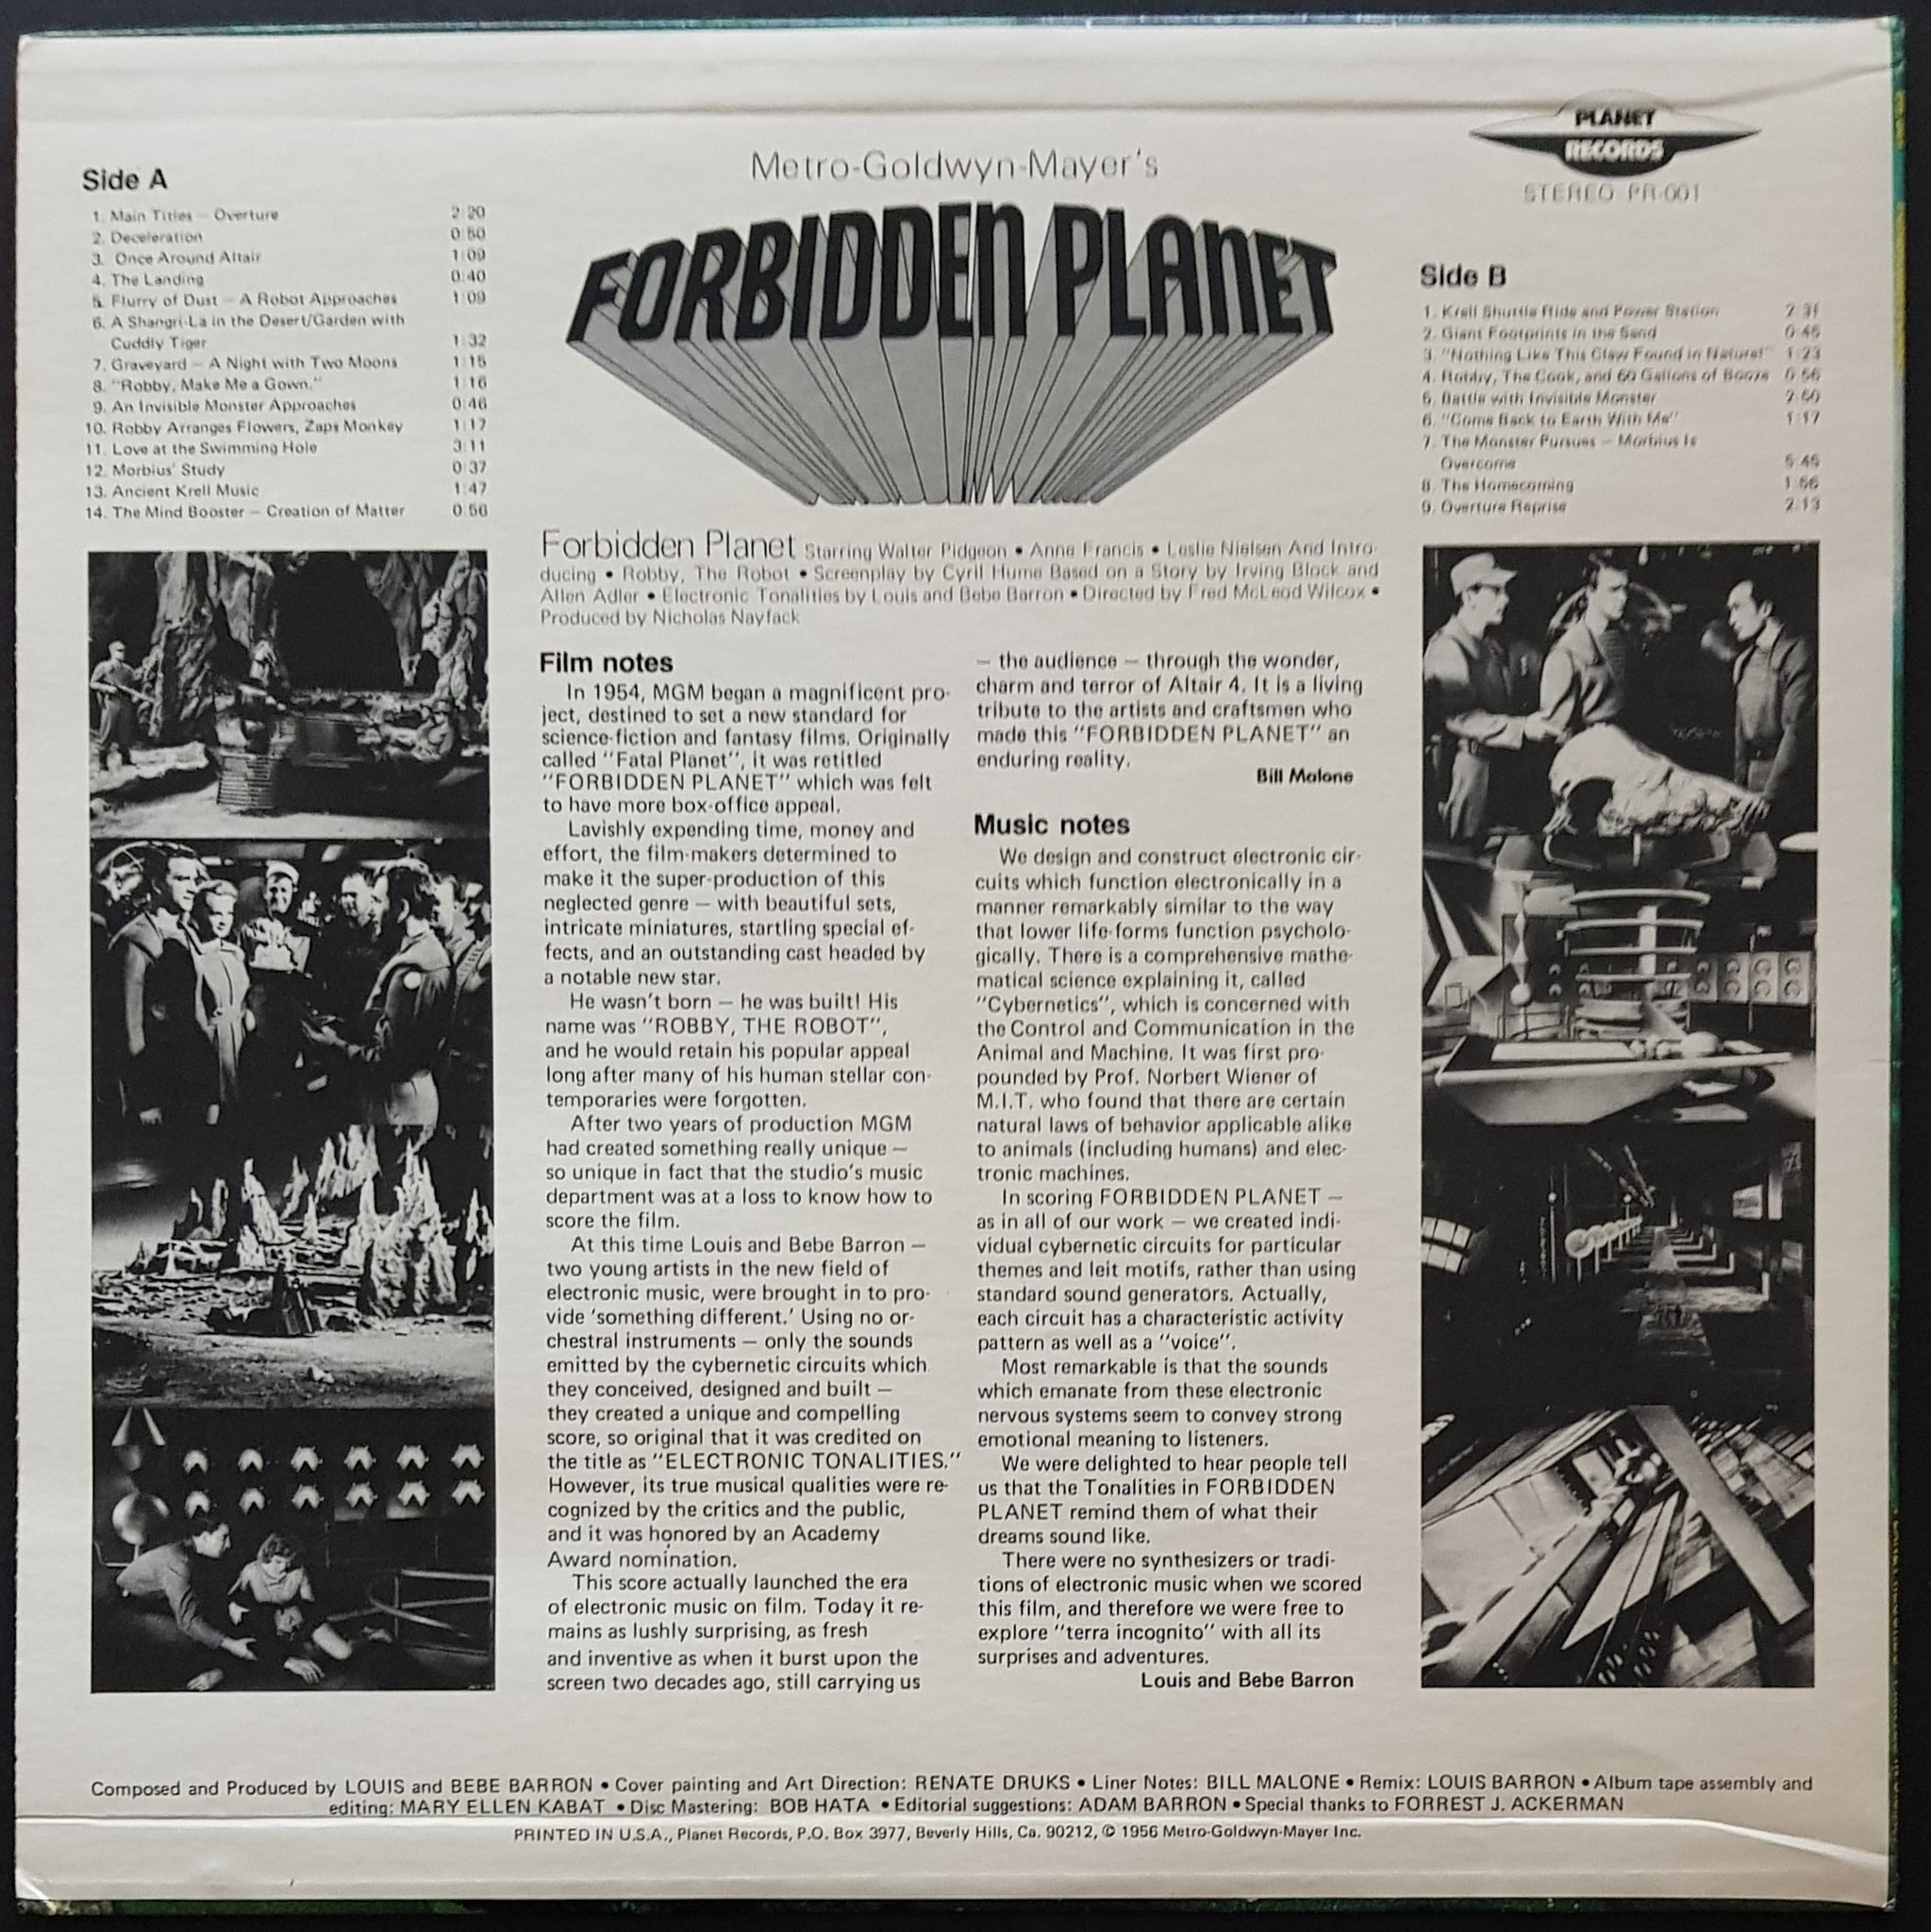 Side A
1. Main Titles — Overture 2:20
2. Deceleration 0:50
3. Once Around Altair 1:09
4. The Landing 0:40
5. Flurry of Dust — A Robot Approaches 1:09
6. A Shangri-La in the Desert/Garden with
Cuddly Tiger 1:32
7. Graveyard — A Night with Two Moons 1:15
8. "Robby, Make Me a Gown." 1:16
9. An Invisible Monster Approaches 0:46
10. Robby Arranges Flowers, Zaps Monkey 1:17
11. Love at the Swimming Hole 3:11
12. Morbius' Study 0:37
13. Ancient Krell Music 1:47
14. The Mind Booster — Creation of Matter 0:56
Metro-Goldwyn-Mayer's
FORBIDDEN PLANET
PLANET
RECORDS
STEREO PR-001
Side B
1. Krell Shuttle Ride and Power Station 2:31
2. Giant Footprints in the Sand 0:45
3. "Nothing Like This Claw Found in Nature!" 1:23
4. Robby, The Cook, and 60 Gallons of Booze 0:56
5. Battle with Invisible Monster 2:50
6. "Come Back to Earth With Me" 1:17
7. The Monster Pursues — Morbius Is
Overcome 5:45
8. The Homecoming 1:56
9. Overture Reprise 2:13
Forbidden Planet Starring Walter Pidgeon • Anne Francis • Leslie Nielsen And Intro-
ducing • Robby, The Robot • Screenplay by Cyril Hume Based on a Story by Irving Block and
Allen Adler • Electronic Tonalities by Louis and Bebe Barron • Directed by Fred McLeod Wilcox •
Produced by Nicholas Nayfack
Film notes
In 1954, MGM began a magnificent pro-
ject, destined to set a new standard for
science-fiction and fantasy films. Originally
called "Fatal Planet", it was retitled
"FORBIDDEN PLANET" which was felt
to have more box-office appeal.
Lavishly expending time, money and
effort, the film-makers determined to
make it the super-production of this
neglected genre — with beautiful sets,
intricate miniatures, startling special ef-
fects, and an outstanding cast headed by
a notable new star.
He wasn't born — he was built! His
name was "ROBBY, THE ROBOT",
and he would retain his popular appeal
long after many of his human stellar con-
temporaries were forgotten.
After two years of production MGM
had created something really unique —
so unique in fact that the studio's music
department was at a loss to know how to
score the film.
At this time Louis and Bebe Barron —
two young artists in the new field of
electronic music, were brought in to pro-
vide 'something different.' Using no or-
chestral instruments — only the sounds
emitted by the cybernetic circuits which
they conceived, designed and built —
they created a unique and compelling
score, so original that it was credited on
the title as "ELECTRONIC TONALITIES."
However, its true musical qualities were re-
cognized by the critics and the public,
and it was honored by an Academy
Award nomination.
This score actually launched the era
of electronic music on film. Today it re-
mains as lushly surprising, as fresh
and inventive as when it burst upon the
screen two decades ago, still carrying us
— the audience — through the wonder,
charm and terror of Altair 4. It is a living
tribute to the artists and craftsmen who
made this "FORBIDDEN PLANET" an
enduring reality.
Bill Malone
Music notes
We design and construct electronic cir-
cuits which function electronically in a
manner remarkably similar to the way
that lower life-forms function psycholo-
gically. There is a comprehensive mathe-
matical science explaining it, called
"Cybernetics", which is concerned with
the Control and Communication in the
Animal and Machine. It was first pro-
pounded by Prof. Norbert Wiener of
M.I.T. who found that there are certain
natural laws of behavior applicable alike
to animals (including humans) and elec-
tronic machines.
In scoring FORBIDDEN PLANET —
as in all of our work — we created indi-
vidual cybernetic circuits for particular
themes and leit motifs, rather than using
standard sound generators. Actually,
each circuit has a characteristic activity
pattern as well as a "voice".
Most remarkable is that the sounds
which emanate from these electronic
nervous systems seem to convey strong
emotional meaning to listeners.
We were delighted to hear people tell
us that the Tonalities in FORBIDDEN
PLANET remind them of what their
dreams sound like.
There were no synthesizers or tradi-
tions of electronic music when we scored
this film, and therefore we were free to
explore "terra incognito" with all its
surprises and adventures.
Louis and Bebe Barron
Composed and Produced by LOUIS and BEBE BARRON • Cover painting and Art Direction: RENATE DRUKS • Liner Notes: BILL MALONE • Remix: LOUIS BARRON • Album tape assembly and
editing: MARY ELLEN KABAT • Disc Mastering: BOB HATA • Editorial suggestions: ADAM BARRON • Special thanks to FORREST J. ACKERMAN
PRINTED IN U.S.A., Planet Records, P.O. Box 3977, Beverly Hills, Ca. 90212, © 1956 Metro-Goldwyn-Mayer Inc.